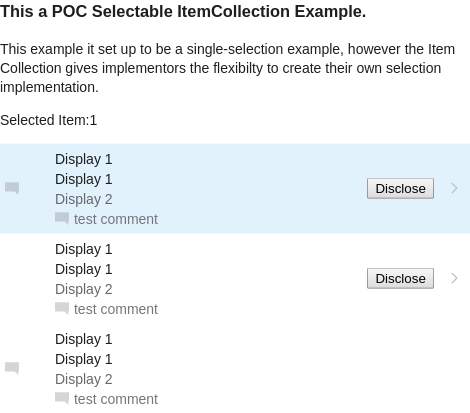 This a POC Selectable ItemCollection Example.
This example it set up to be a single-selection example, however the Item
Collection gives implementors the flexibilty to create their own selection
implementation.
Selected Item:1
Display 1
Display 1
Disclose
Display 2
test comment
Display 1
Display 1
Disclose
Display 2
test comment
Display 1
Display 1
Display 2
test comment